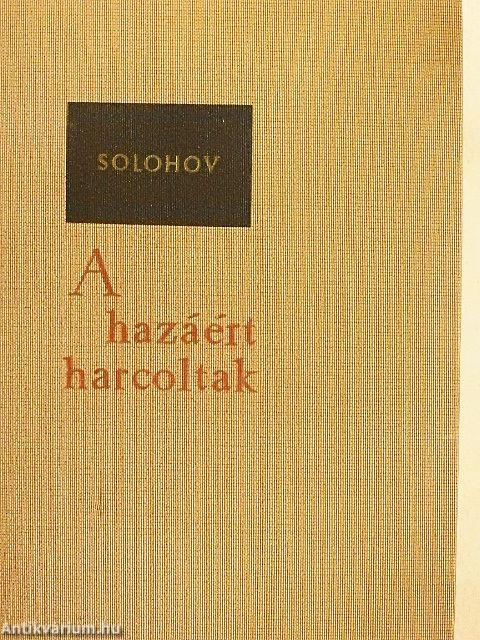 SOLOHOV
A
hazáért
harcoltak
Antikvarium.hu